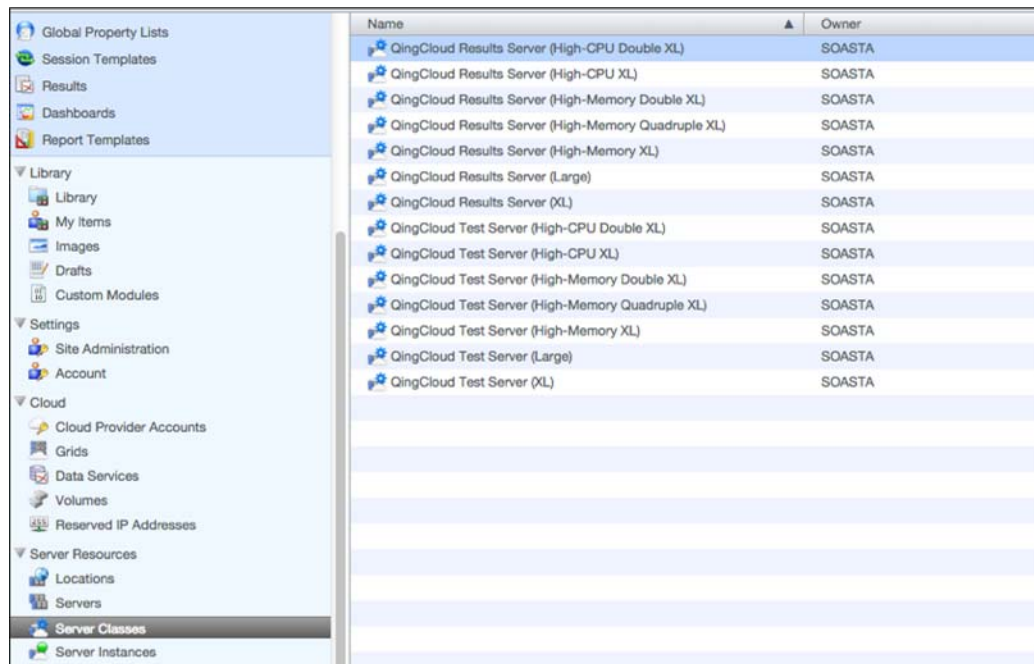 Global Property Lists
Session Templates
Results
Dashboards
Report Templates
Library
Library
My Items
Images
Drafts
Custom Modules
Settings
Site Administration
Account
Cloud
Cloud Provider Accounts
Grids
Data Services
Volumes
Reserved IP Addresses
Server Resources
Locations
Servers
Server Classes
Server Instances
Name Owner
QingCloud Results Server (High-CPU Double XL) SOASTA
QingCloud Results Server (High-CPU XL) SOASTA
QingCloud Results Server (High-Memory Double XL) SOASTA
QingCloud Results Server (High-Memory Quadruple XL) SOASTA
QingCloud Results Server (High-Memory XL) SOASTA
QingCloud Results Server (Large) SOASTA
QingCloud Results Server (XL) SOASTA
QingCloud Test Server (High-CPU Double XL) SOASTA
QingCloud Test Server (High-CPU XL) SOASTA
QingCloud Test Server (High-Memory Double XL) SOASTA
QingCloud Test Server (High-Memory Quadruple XL) SOASTA
QingCloud Test Server (High-Memory XL) SOASTA
QingCloud Test Server (Large) SOASTA
QingCloud Test Server (XL) SOASTA